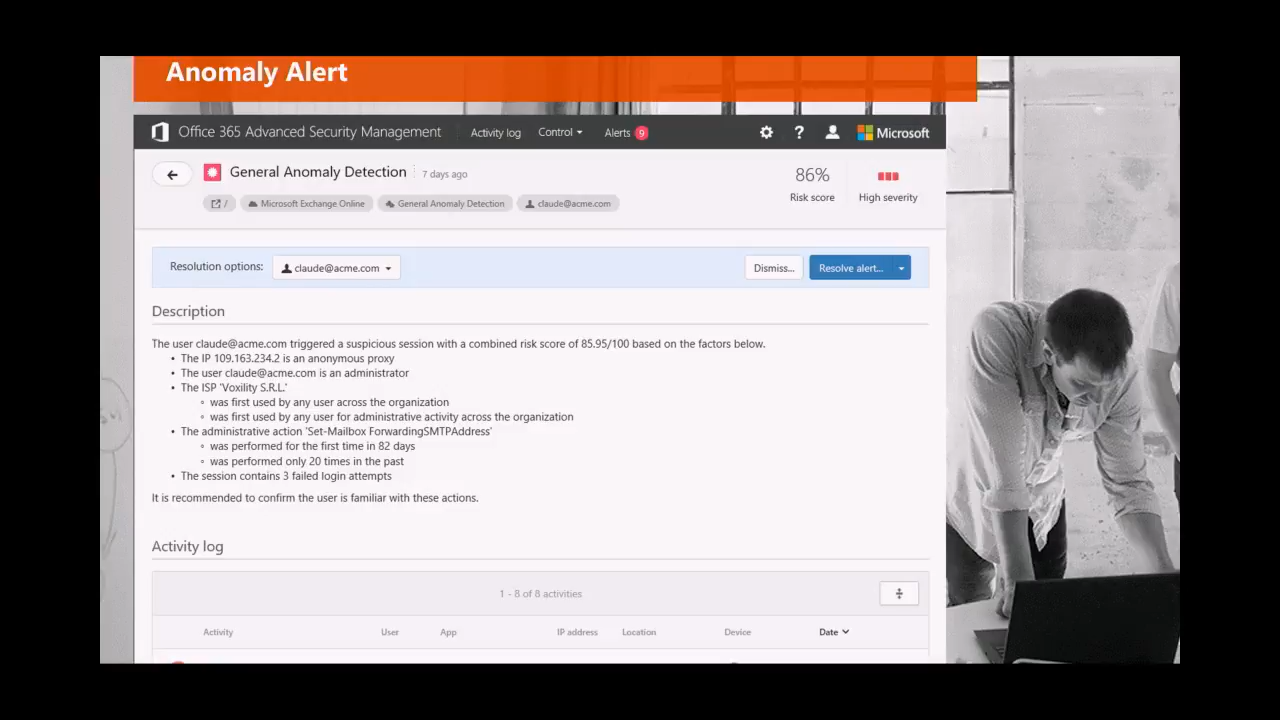 Anomaly Alert
Office 365 Advanced Security Management Activity log Control Alerts 9 ? Microsoft
General Anomaly Detection 7 days ago
86%
Risk score
High severity
/ Microsoft Exchange Online General Anomaly Detection claude@acme.com
Resolution options: claude@acme.com Dismiss... Resolve alert...
Description
The user claude@acme.com triggered a suspicious session with a combined risk score of 85.95/100 based on the factors below.
• The IP 109.163.234.2 is an anonymous proxy
• The user claude@acme.com is an administrator
• The ISP 'Voxility S.R.L.'
◦ was first used by any user across the organization
◦ was first used by any user for administrative activity across the organization
• The administrative action 'Set-Mailbox ForwardingSMTPAddress'
◦ was performed for the first time in 82 days
◦ was performed only 20 times in the past
• The session contains 3 failed login attempts
It is recommended to confirm the user is familiar with these actions.
Activity log
1 - 8 of 8 activities
Activity User App IP address Location Device Date